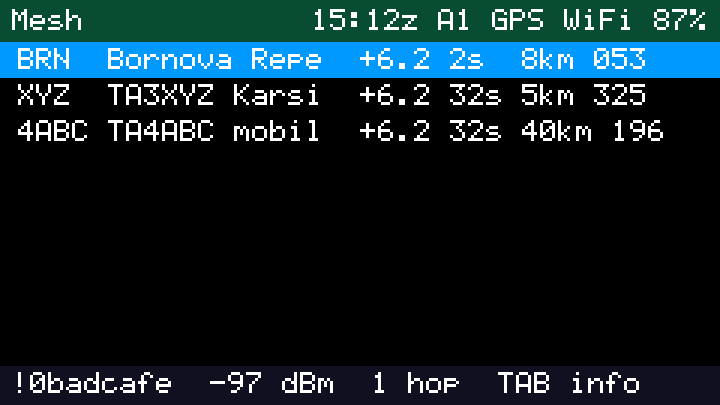 Mesh 15:12z A1 GPS WiFi 87%
BRN Bornova Repe +6.2 2s 8km 053
XYZ TA3XYZ Karsi +6.2 32s 5km 325
4ABC TA4ABC mobil +6.2 32s 40km 196
!0badcafe -97 dBm 1 hop TAB info